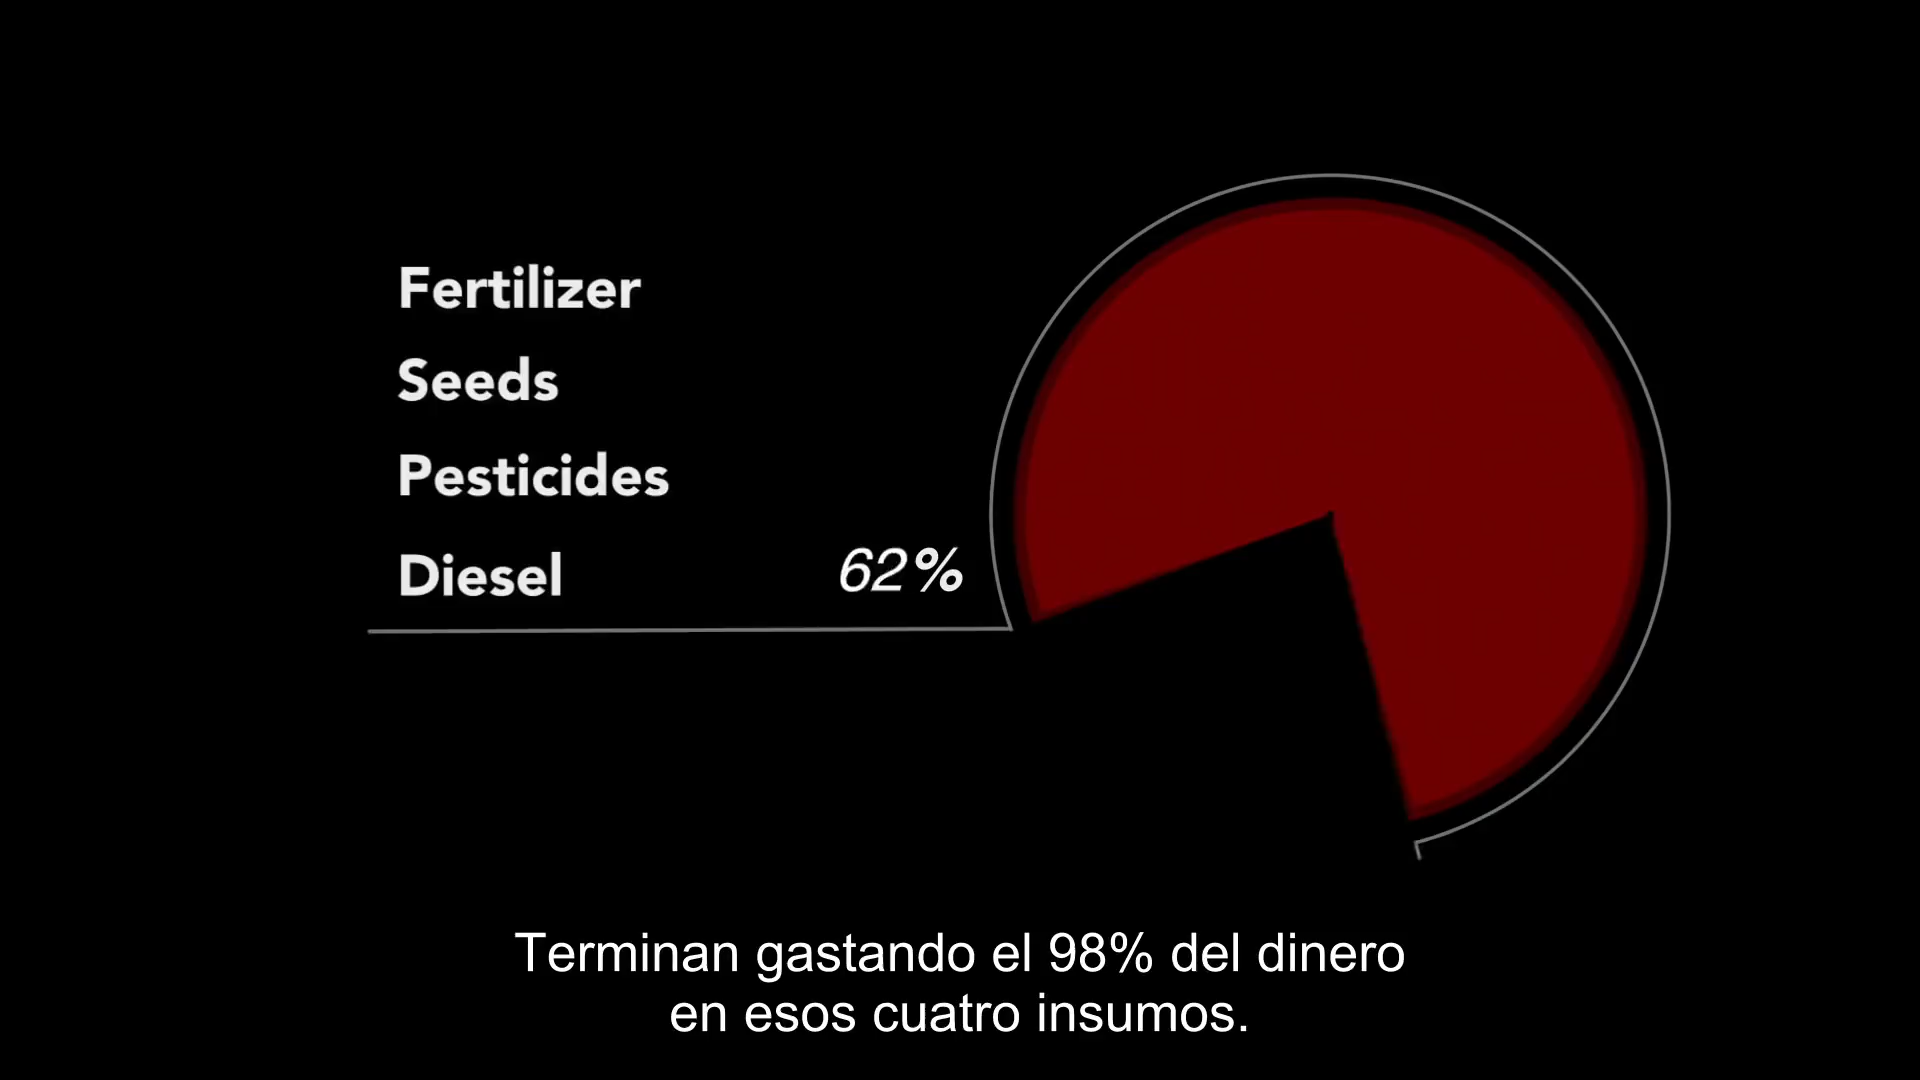 Fertilizer
Seeds
Pesticides
Diesel
62%
Terminan gastando el 98% del dinero
en esos cuatro insumos.